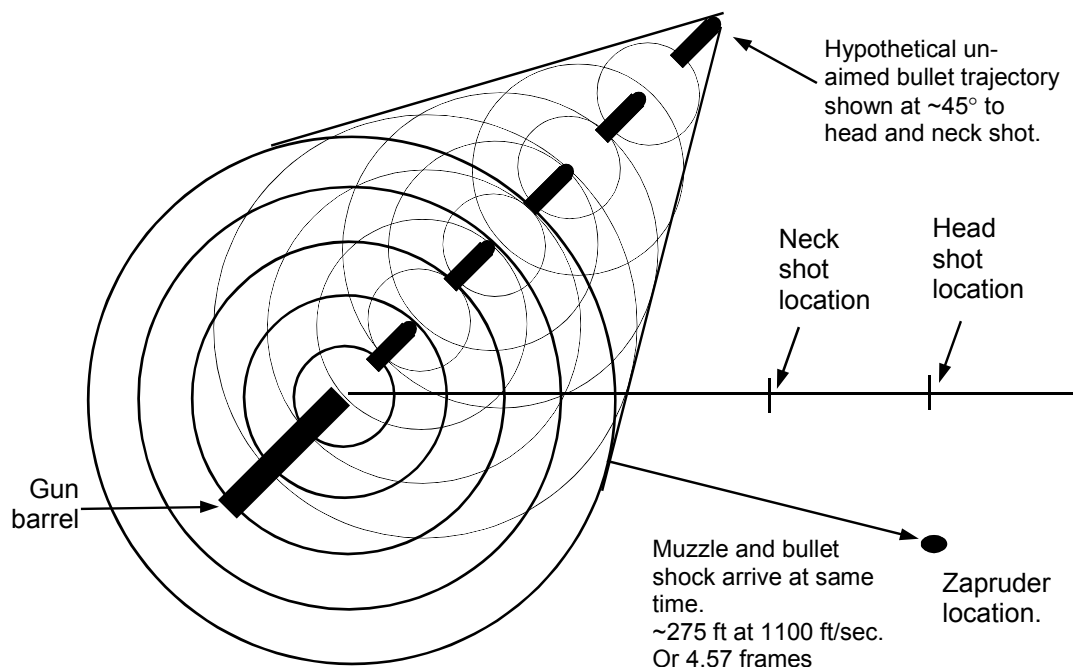 Hypothetical un-
aimed bullet trajectory
shown at ~45° to
head and neck shot.
Neck
shot
location
Head
shot
location
Gun
barrel
Muzzle and bullet
shock arrive at same
time.
~275 ft at 1100 ft/sec.
Or 4.57 frames
Zapruder
location.